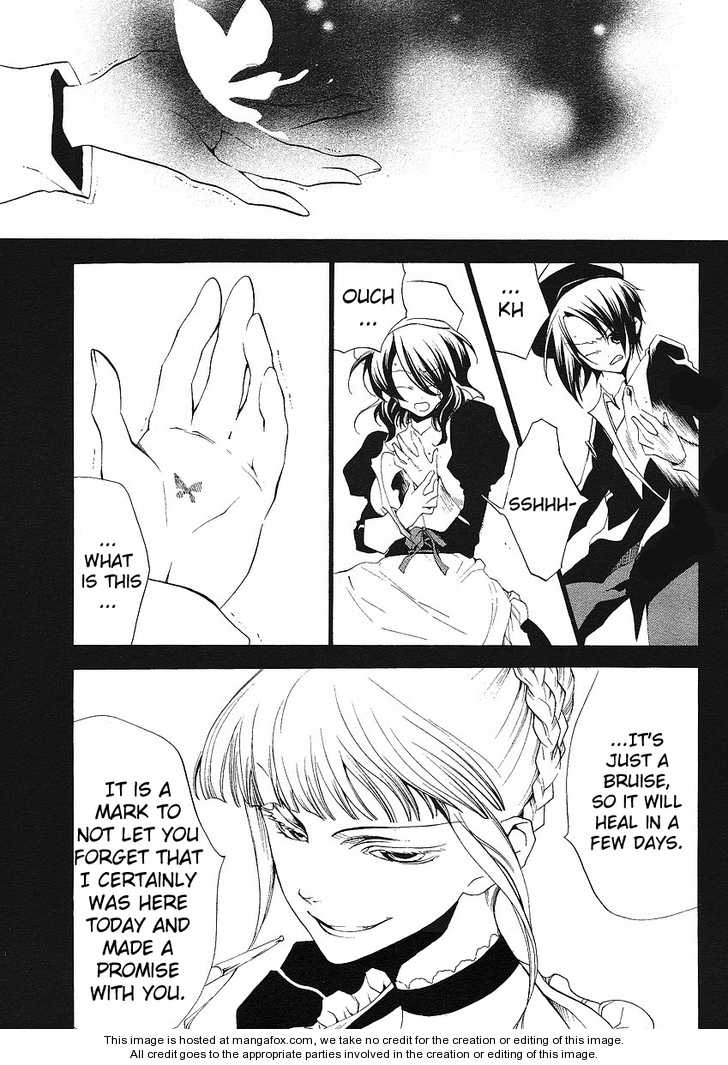 ...
KH
SSHHH-
OUCH
...
...
WHAT
IS THIS
...
...IT'S
JUST A
BRUISE,
SO IT WILL
HEAL IN A
FEW DAYS.
IT IS A
MARK TO
NOT LET YOU
FORGET THAT
I CERTAINLY
WAS HERE
TODAY AND
MADE A
PROMISE
WITH YOU.
This image is hosted at mangafox.com, we take no credit for the creation or editing of this image.
All credit goes to the appropriate parties involved in the creation or editing of this image.